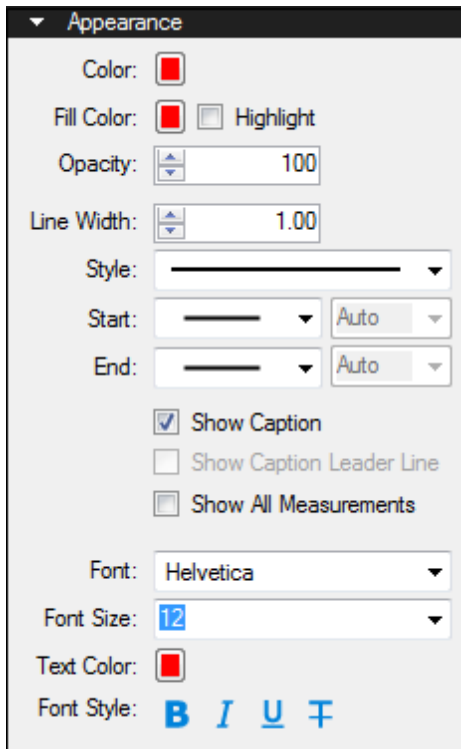 Appearance
Color:
Fill Color: Highlight
Opacity: 100
Line Width: 1.00
Style:
Start: Auto
End: Auto
Show Caption
Show Caption Leader Line
Show All Measurements
Font: Helvetica
Font Size: 12
Text Color:
Font Style: B I U T